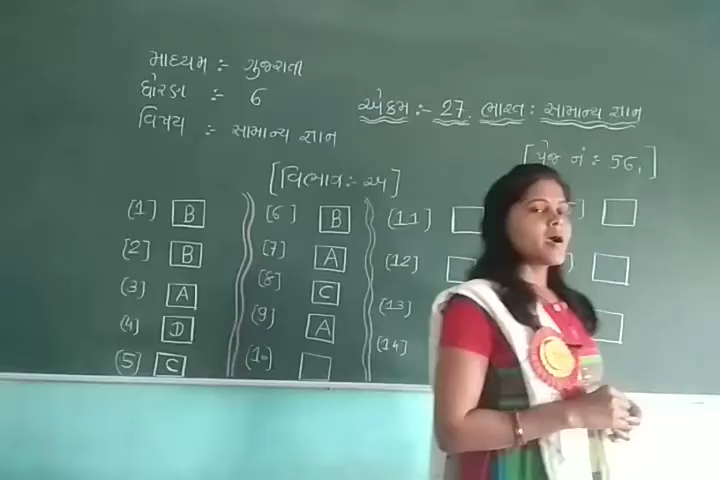 માધ્યમ :- ગુજરાતી
ધોરણ :- 6
વિષય :- સામાન્ય જ્ઞાન
એકમ :- 27. ભારત : સામાન્ય જ્ઞાન
[પેજ નં : 56.]
[વિભાગ :- અ]
(1) B
(2) B
(3) A
(4) D
(5) C
(6) B
(7) A
(8) C
(9) A
(10)
(11)
(12)
(13)
(14)